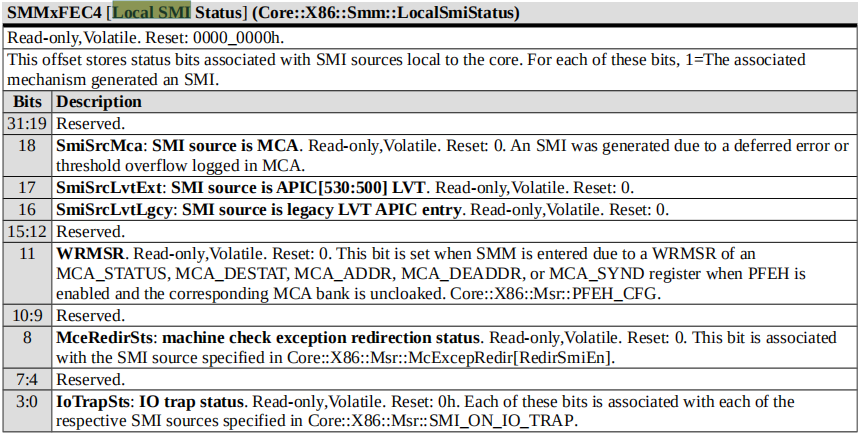 SMMxFEC4 [Local SMI Status] (Core::X86::Smm::LocalSmiStatus)
Read-only,Volatile. Reset: 0000_0000h.
This offset stores status bits associated with SMI sources local to the core. For each of these bits, 1=The associated
mechanism generated an SMI.
Bits Description
31:19 Reserved.
18 SmiSrcMca: SMI source is MCA. Read-only,Volatile. Reset: 0. An SMI was generated due to a deferred error or
threshold overflow logged in MCA.
17 SmiSrcLvtExt: SMI source is APIC[530:500] LVT. Read-only,Volatile. Reset: 0.
16 SmiSrcLvtLgcy: SMI source is legacy LVT APIC entry. Read-only,Volatile. Reset: 0.
15:12 Reserved.
11 WRMSR. Read-only,Volatile. Reset: 0. This bit is set when SMM is entered due to a WRMSR of an
MCA_STATUS, MCA_DESTAT, MCA_ADDR, MCA_DEADDR, or MCA_SYND register when PFEH is
enabled and the corresponding MCA bank is uncloaked. Core::X86::Msr::PFEH_CFG.
10:9 Reserved.
8 MceRedirSts: machine check exception redirection status. Read-only,Volatile. Reset: 0. This bit is associated
with the SMI source specified in Core::X86::Msr::McExcepRedir[RedirSmiEn].
7:4 Reserved.
3:0 IoTrapSts: IO trap status. Read-only,Volatile. Reset: 0h. Each of these bits is associated with each of the
respective SMI sources specified in Core::X86::Msr::SMI_ON_IO_TRAP.